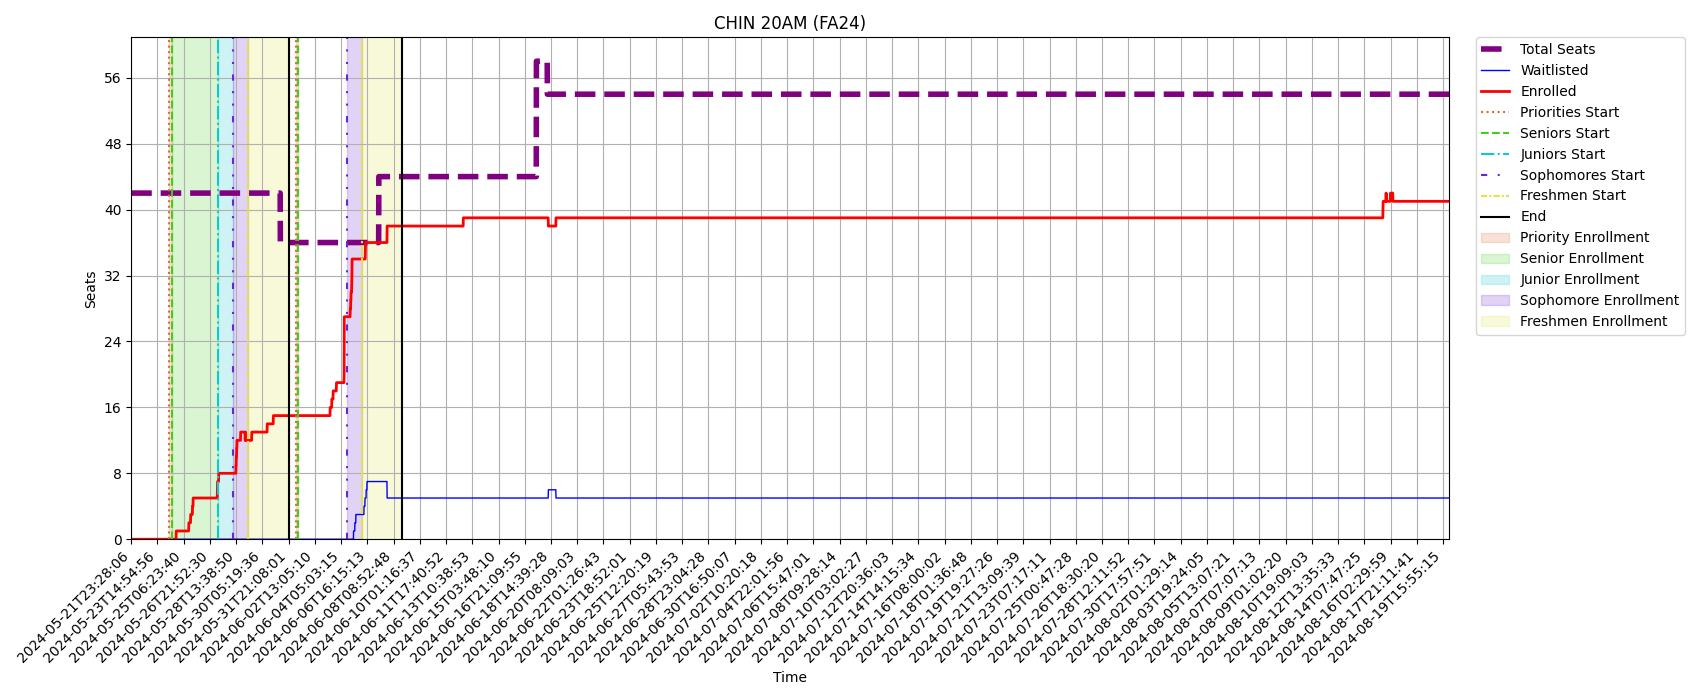 CHIN 20AM (FA24)
Total Seats
Waitlisted
Enrolled
Priorities Start
Seniors Start
Juniors Start
Sophomores Start
Freshmen Start
End
Priority Enrollment
Senior Enrollment
Junior Enrollment
Sophomore Enrollment
Freshmen Enrollment
Seats
56
48
40
32
24
16
8
0
2024-05-21T23:28:06
2024-05-23T14:54:56
2024-05-25T06:23:40
2024-05-26T21:52:30
2024-05-28T13:38:50
2024-05-30T05:19:36
2024-05-31T21:08:01
2024-06-02T13:05:10
2024-06-04T05:03:15
2024-06-06T16:15:13
2024-06-08T08:52:48
2024-06-10T01:16:37
2024-06-11T17:40:52
2024-06-13T10:38:53
2024-06-15T03:48:10
2024-06-16T21:09:55
2024-06-18T14:39:28
2024-06-20T08:09:03
2024-06-22T01:26:43
2024-06-23T18:52:01
2024-06-25T12:20:19
2024-06-27T05:43:53
2024-06-28T23:04:28
2024-06-30T16:50:07
2024-07-02T10:20:18
2024-07-04T22:01:56
2024-07-06T15:47:01
2024-07-08T09:28:14
2024-07-10T03:02:27
2024-07-12T20:36:03
2024-07-14T14:15:34
2024-07-16T08:00:02
2024-07-18T01:36:48
2024-07-19T19:27:26
2024-07-21T13:09:39
2024-07-23T07:17:11
2024-07-25T00:47:28
2024-07-26T18:30:20
2024-07-28T12:11:52
2024-07-30T17:57:51
2024-08-02T01:29:14
2024-08-03T19:24:05
2024-08-05T13:07:21
2024-08-07T07:07:13
2024-08-09T01:02:20
2024-08-10T19:09:03
2024-08-12T13:35:33
2024-08-14T07:47:25
2024-08-16T02:29:59
2024-08-17T21:11:41
2024-08-19T15:55:15
Time